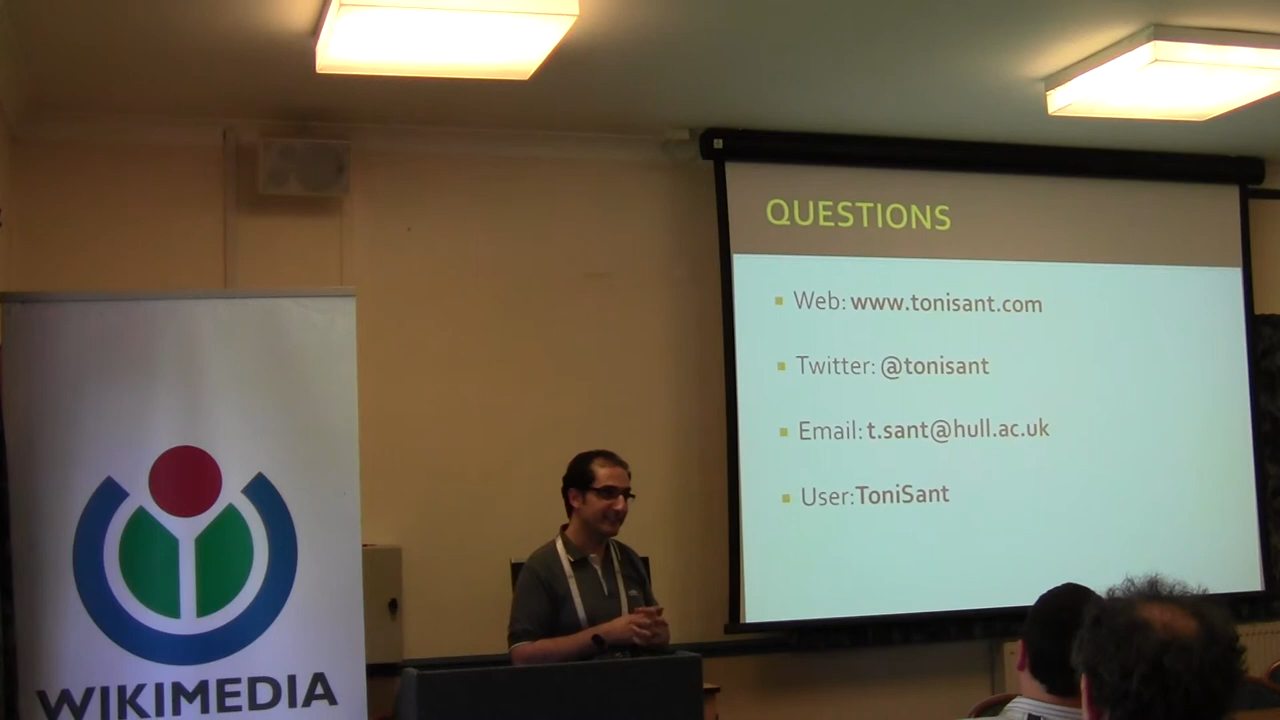 QUESTIONS
Web: www.tonisant.com
Twitter: @tonisant
Email: t.sant@hull.ac.uk
User: ToniSant
WIKIMEDIA